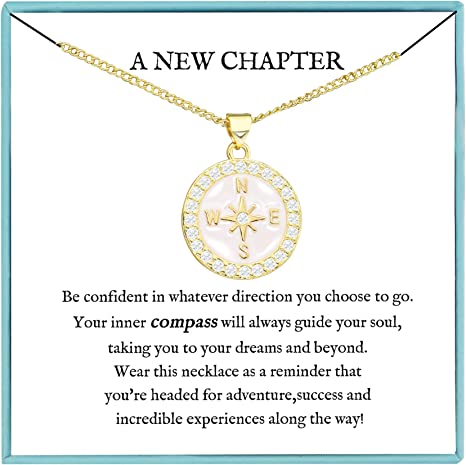 A NEW CHAPTER
N
W E
S
Be confident in whatever direction you choose to go.
Your inner compass will always guide your soul,
taking you to your dreams and beyond.
Wear this necklace as a reminder that
you're headed for adventure,success and
incredible experiences along the way!